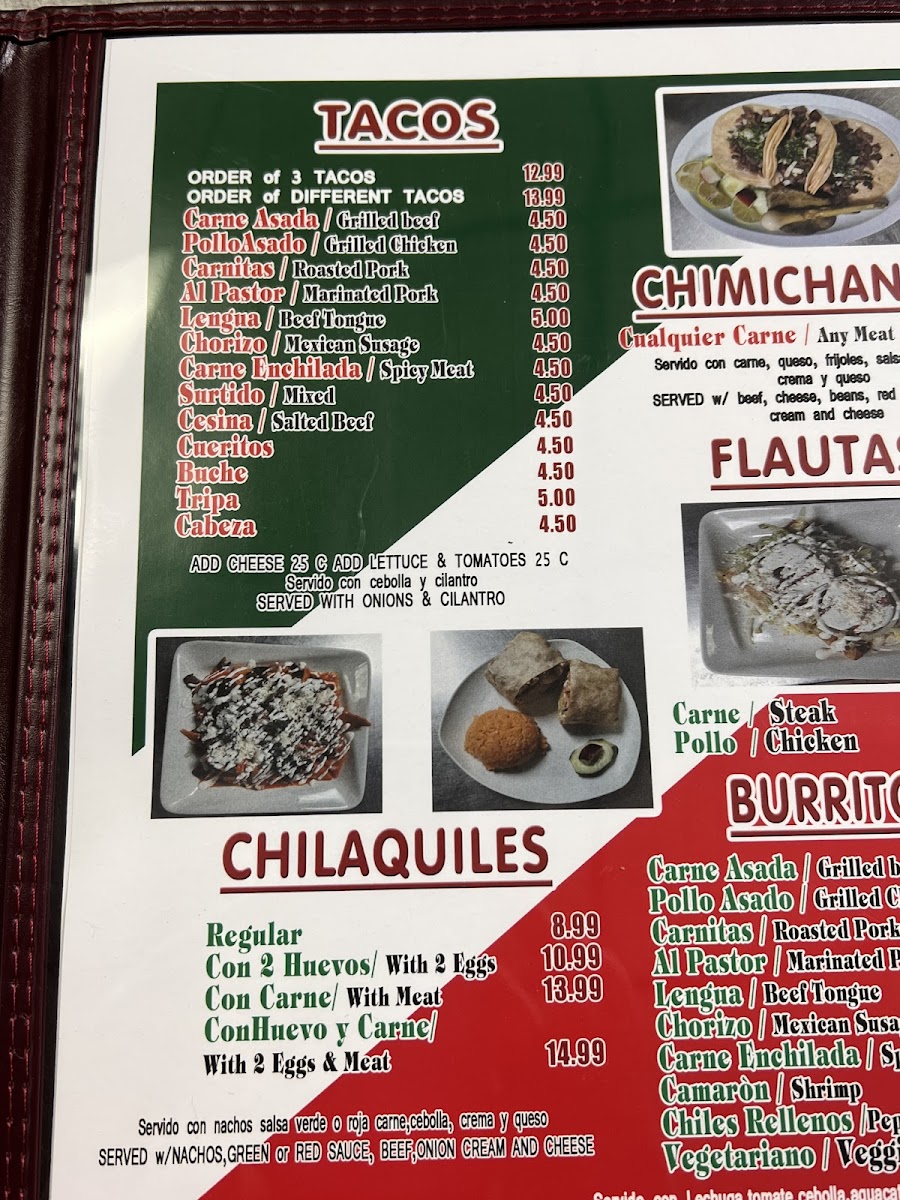 TACOS
ORDER of 3 TACOS 12.99
ORDER of DIFFERENT TACOS 13.99
Carne Asada / Grilled beef 4.50
PolloAsado / Grilled Chicken 4.50
Carnitas / Roasted Pork 4.50
Al Pastor / Marinated Pork 4.50
Lengua / Beef Tongue 5.00
Chorizo / Mexican Susage 4.50
Carne Enchilada / Spicy Meat 4.50
Surtido / Mixed 4.50
Cesina / Salted Beef 4.50
Cueritos 4.50
Buche 4.50
Tripa 5.00
Cabeza 4.50
ADD CHEESE 25 C ADD LETTUCE & TOMATOES 25 C
Servido con cebolla y cilantro
SERVED WITH ONIONS & CILANTRO
CHILAQUILES
Regular 8.99
Con 2 Huevos/ With 2 Eggs 10.99
Con Carne/ With Meat 13.99
ConHuevo y Carne/
With 2 Eggs & Meat 14.99
Servido con nachos salsa verde o roja carne,cebolla, crema y queso
SERVED w/NACHOS,GREEN or RED SAUCE, BEEF,ONION CREAM AND CHEESE
CHIMICHAN
Cualquier Carne / Any Meat
Servido con carne, queso, frijoles, sals
crema y queso
SERVED w/ beef, cheese, beans, red
cream and cheese
FLAUTAS
Carne / Steak
Pollo / Chicken
BURRITO
Carne Asada / Grilled b
Pollo Asado / Grilled C
Carnitas / Roasted Pork
Al Pastor / Marinated P
Lengua / Beef Tongue
Chorizo / Mexican Susa
Carne Enchilada / Sp
Camaròn / Shrimp
Chiles Rellenos /Pep
Vegetariano / Veggi
Servido con Lechuga,tomate,cebolla,aguaca